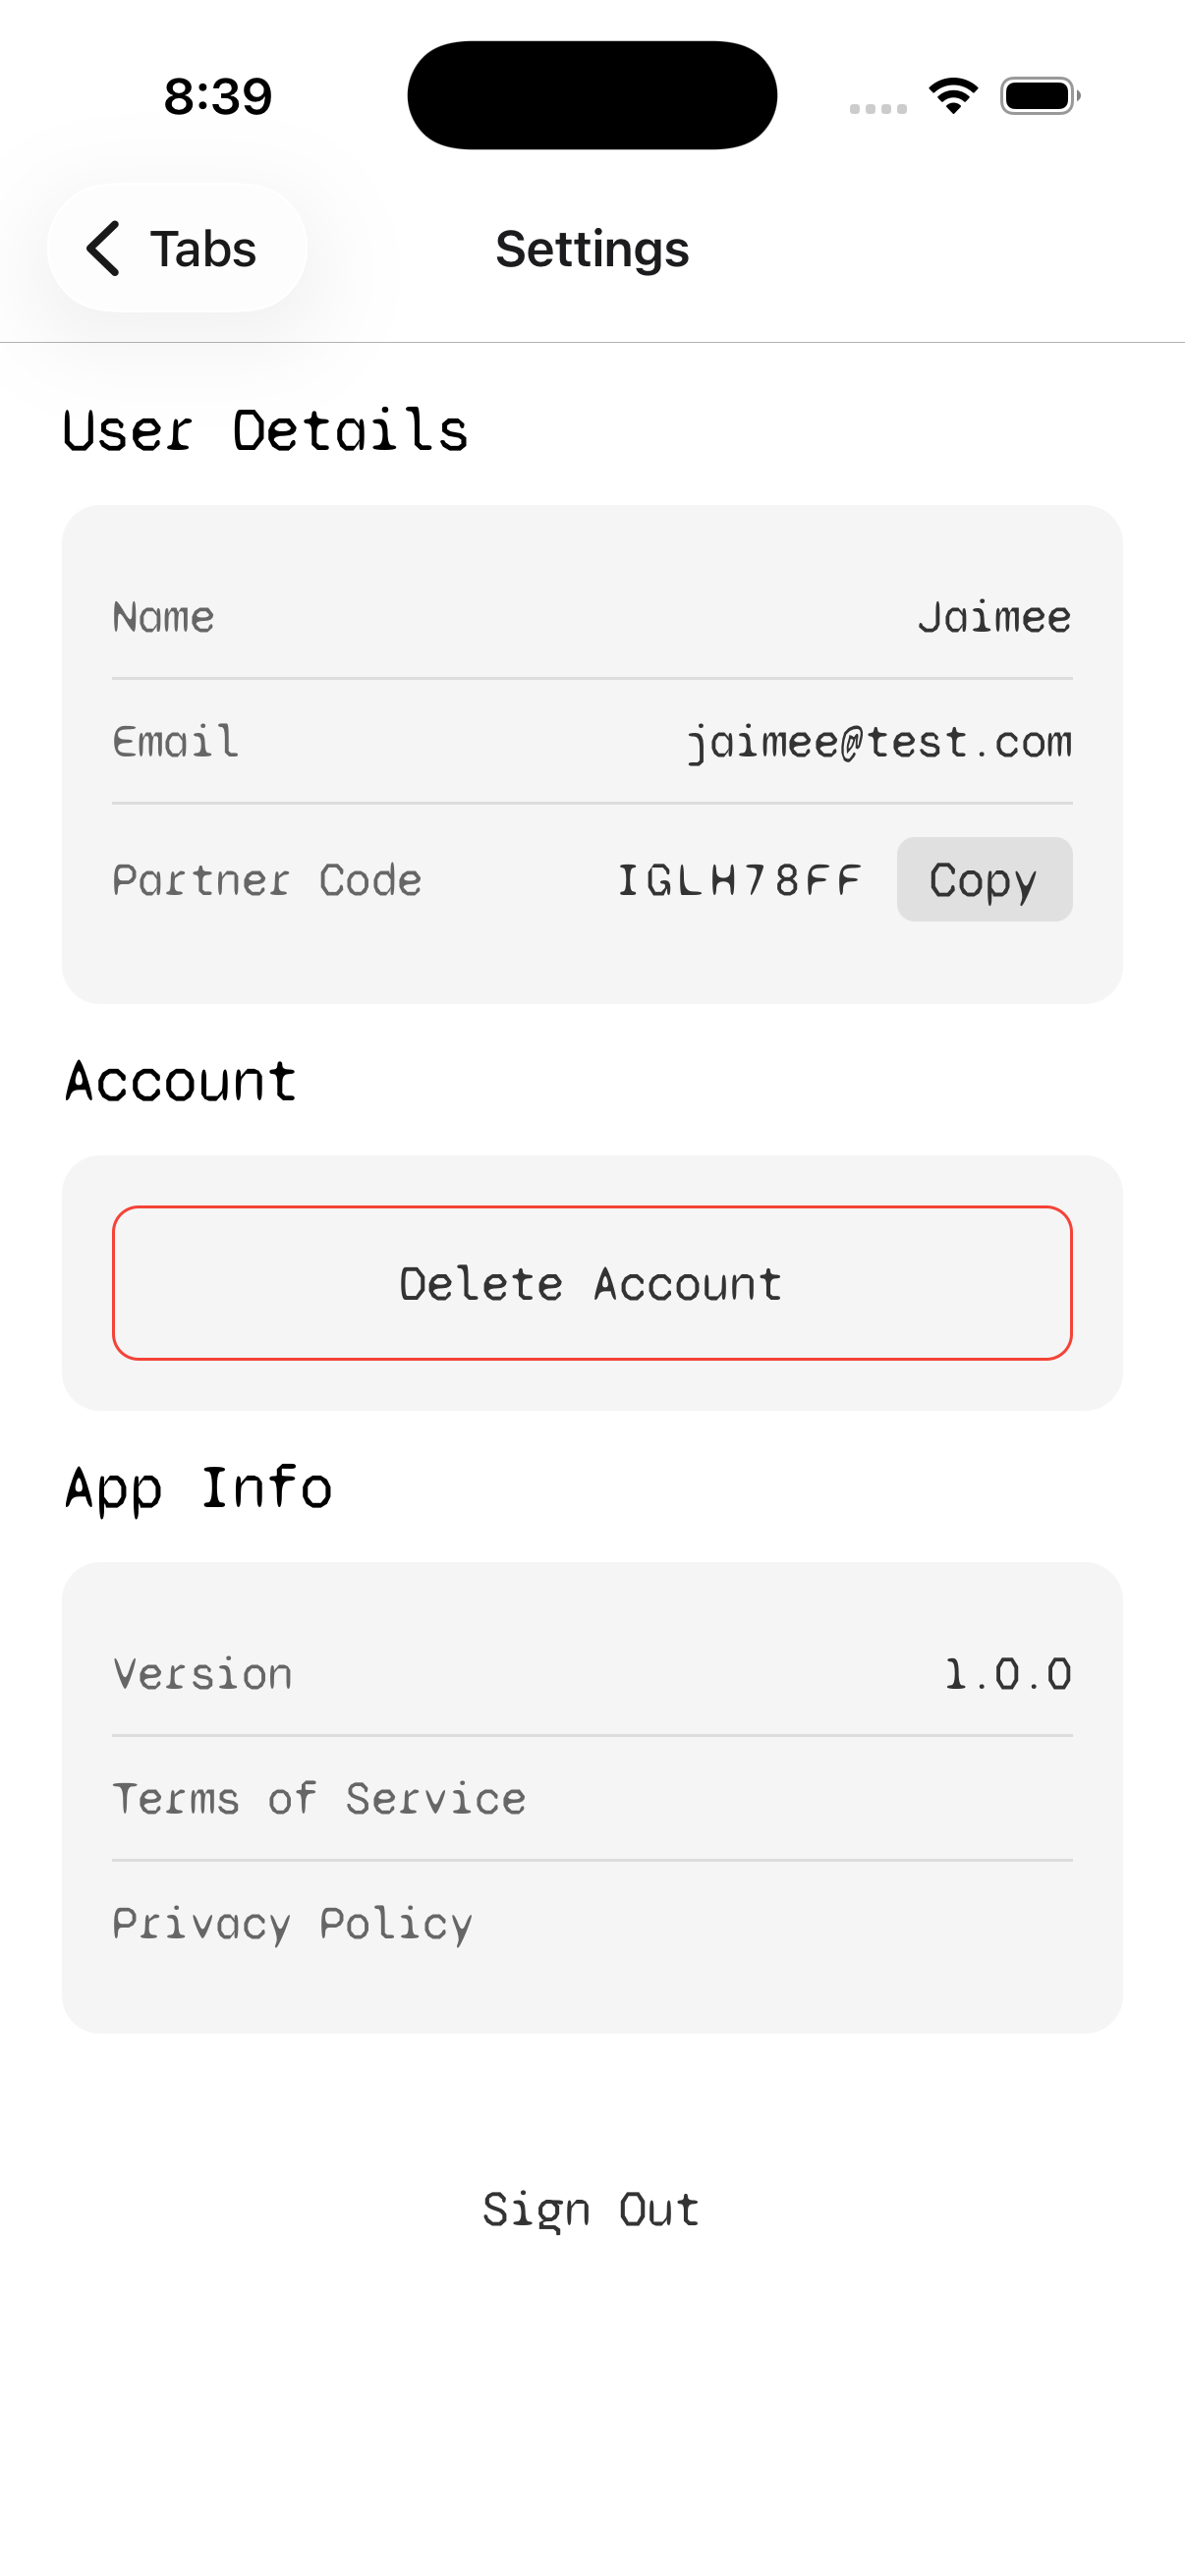 8:39
Tabs
Settings
User Details
Name Jaimee
Email jaimee@test.com
Partner Code IGLH78FF Copy
Account
Delete Account
App Info
Version 1.0.0
Terms of Service
Privacy Policy
Sign Out